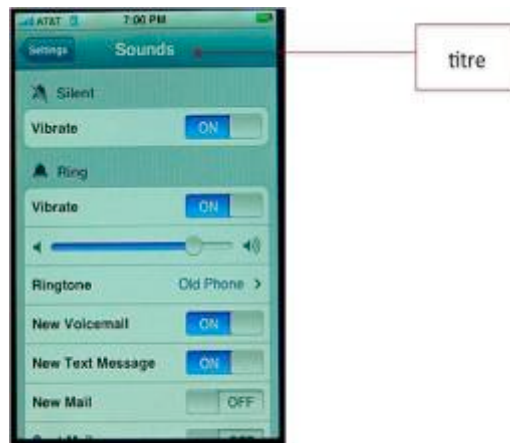 AT&T 7:00 PM
Settings Sounds
titre
Silent
Vibrate ON
Ring
Vibrate ON
Ringtone Old Phone >
New Voicemail ON
New Text Message ON
New Mail OFF